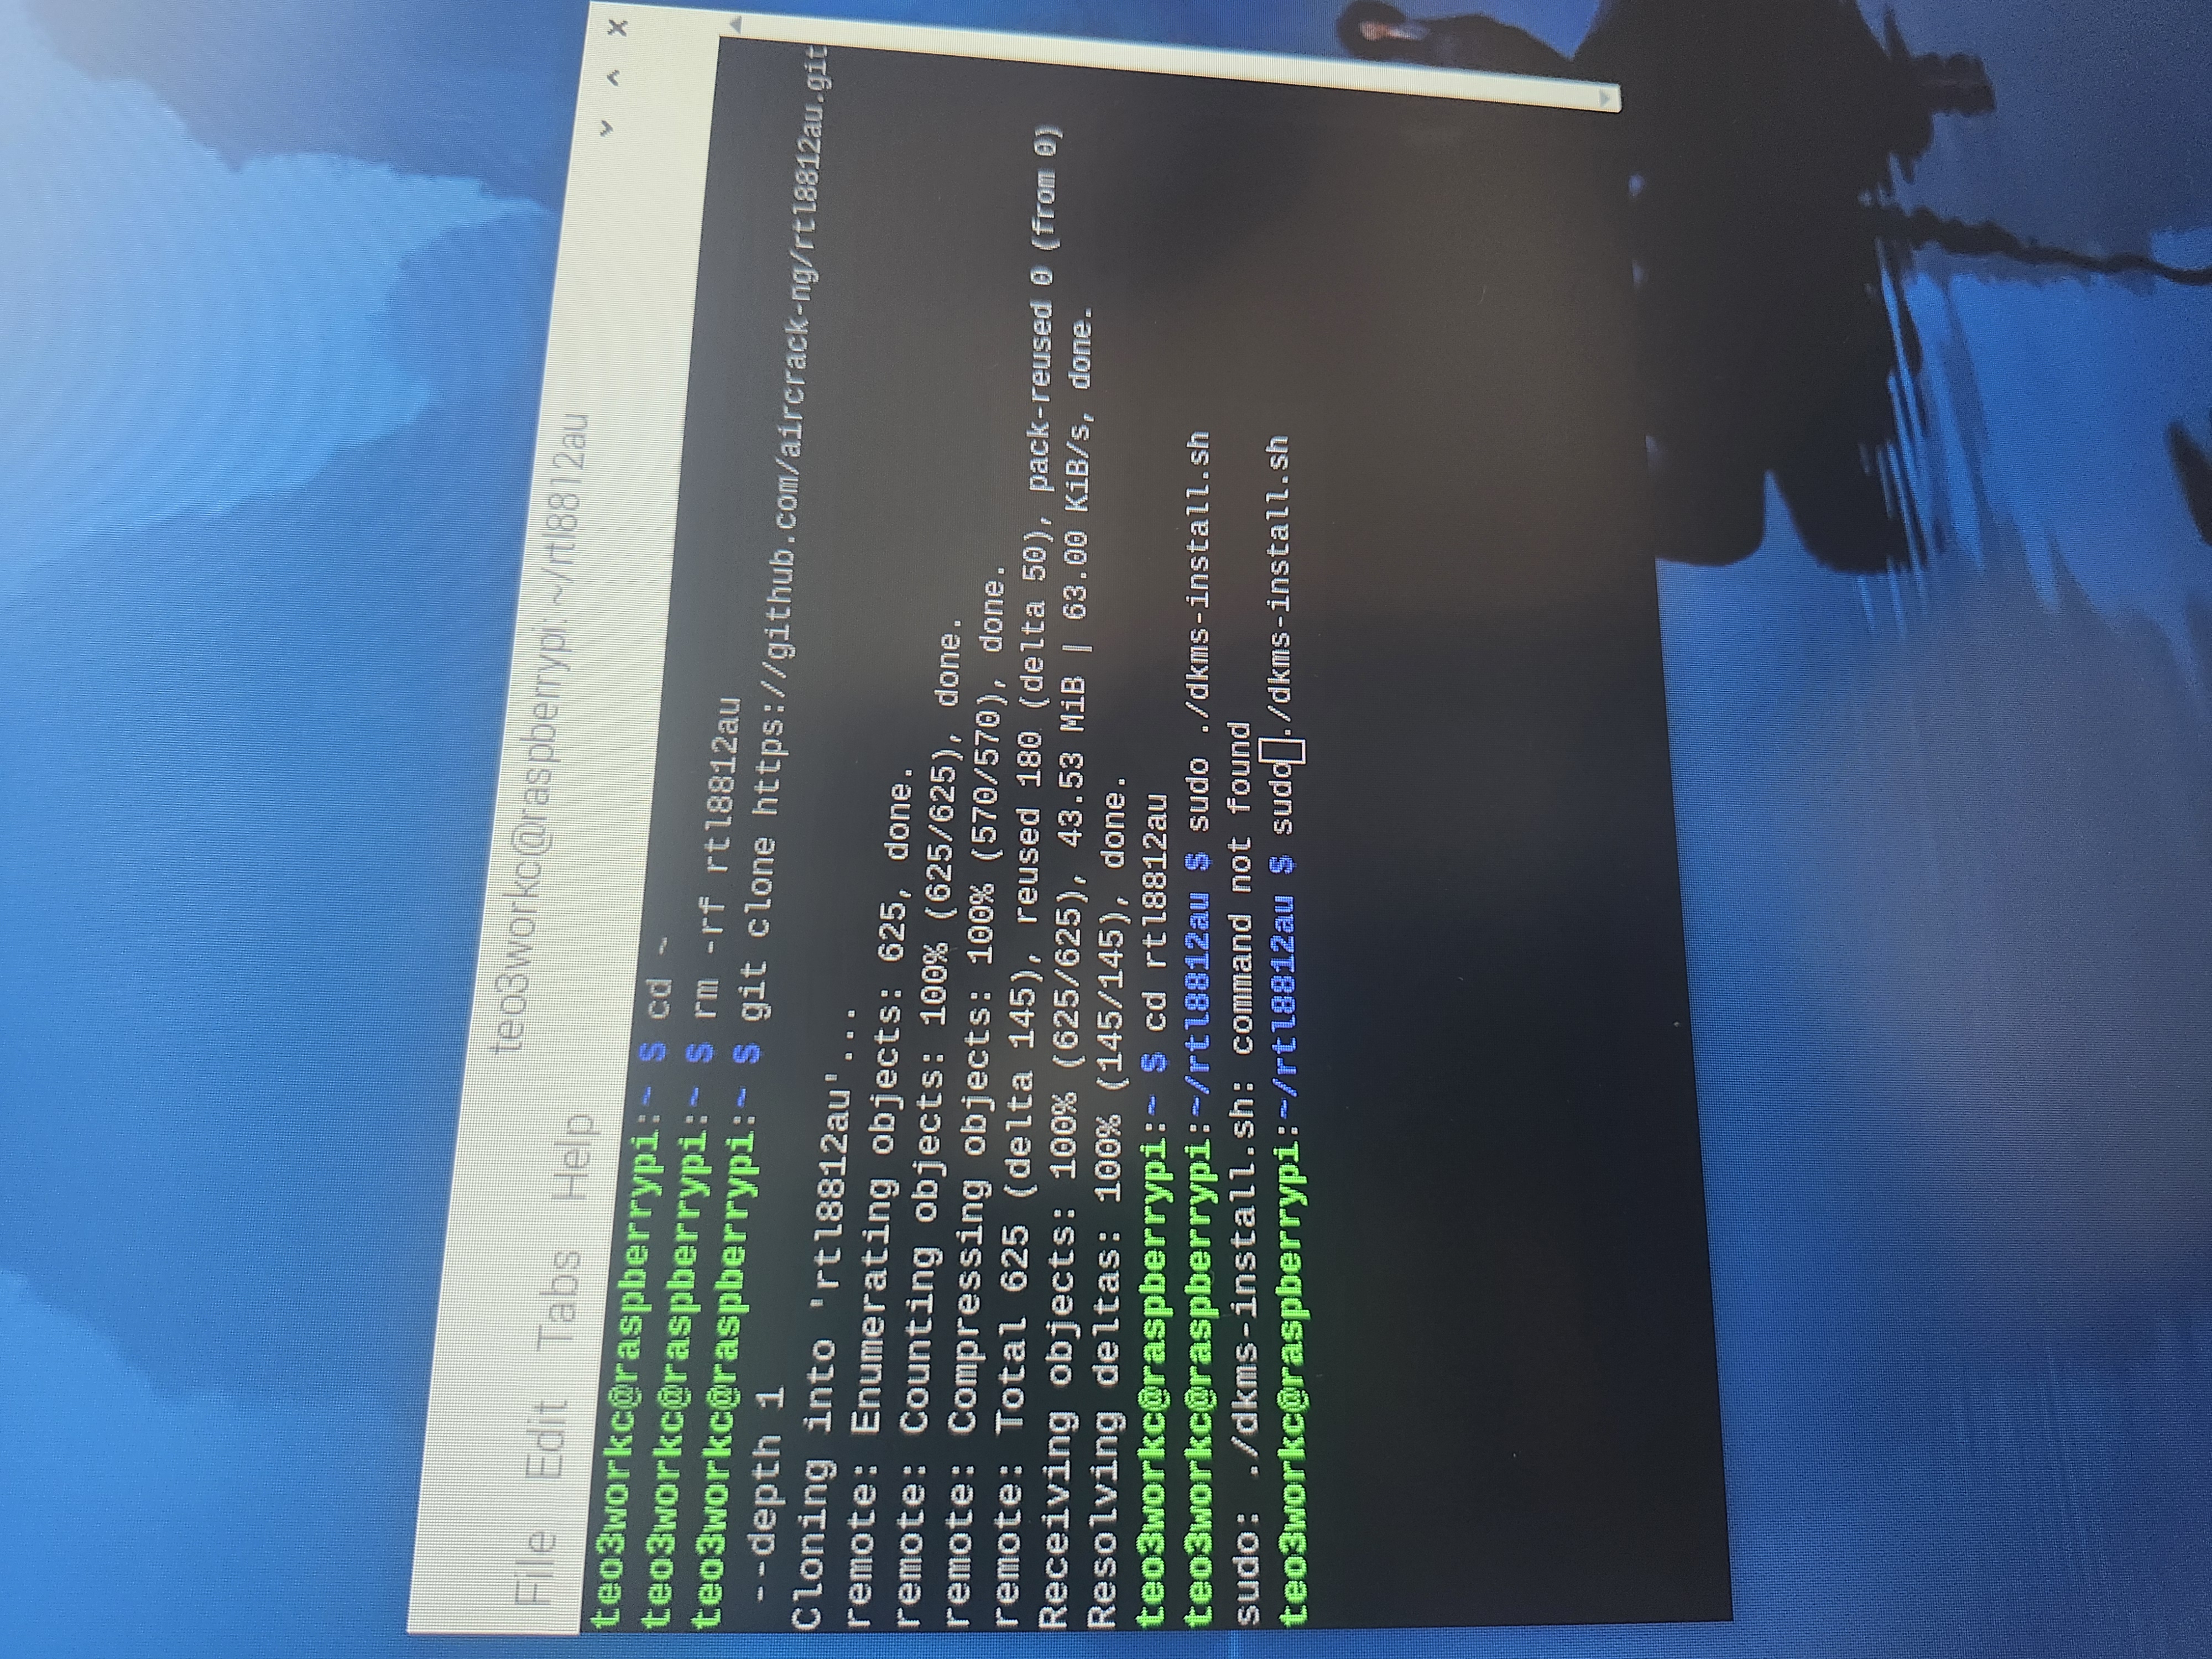 teo3workc@raspberrypi: ~/rtl8812au
File Edit Tabs Help
teo3workc@raspberrypi:~ $ cd ~
teo3workc@raspberrypi:~ $ rm -rf rtl8812au
teo3workc@raspberrypi:~ $ git clone https://github.com/aircrack-ng/rtl8812au.git
 --depth 1
Cloning into 'rtl8812au'...
remote: Enumerating objects: 625, done.
remote: Counting objects: 100% (625/625), done.
remote: Compressing objects: 100% (570/570), done.
remote: Total 625 (delta 145), reused 180 (delta 50), pack-reused 0 (from 0)
Receiving objects: 100% (625/625), 43.53 MiB | 63.00 KiB/s, done.
Resolving deltas: 100% (145/145), done.
teo3workc@raspberrypi:~ $ cd rtl8812au
teo3workc@raspberrypi:~/rtl8812au $ sudo ./dkms-install.sh
sudo: ./dkms-install.sh: command not found
teo3workc@raspberrypi:~/rtl8812au $ sudo ./dkms-install.sh